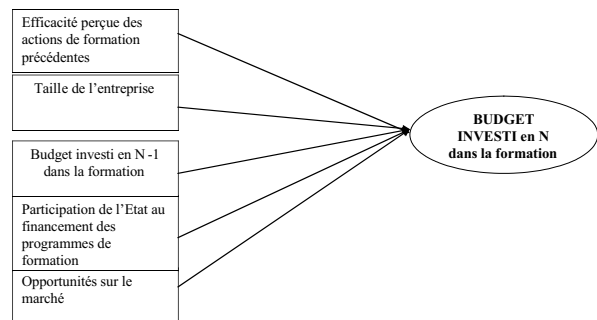 Efficacité perçue des
actions de formation
précédentes
Taille de l'entreprise
Budget investi en N -1
dans la formation
Participation de l'Etat au
financement des
programmes de
formation
Opportunités sur le
marché
BUDGET
INVESTI en N
dans la formation